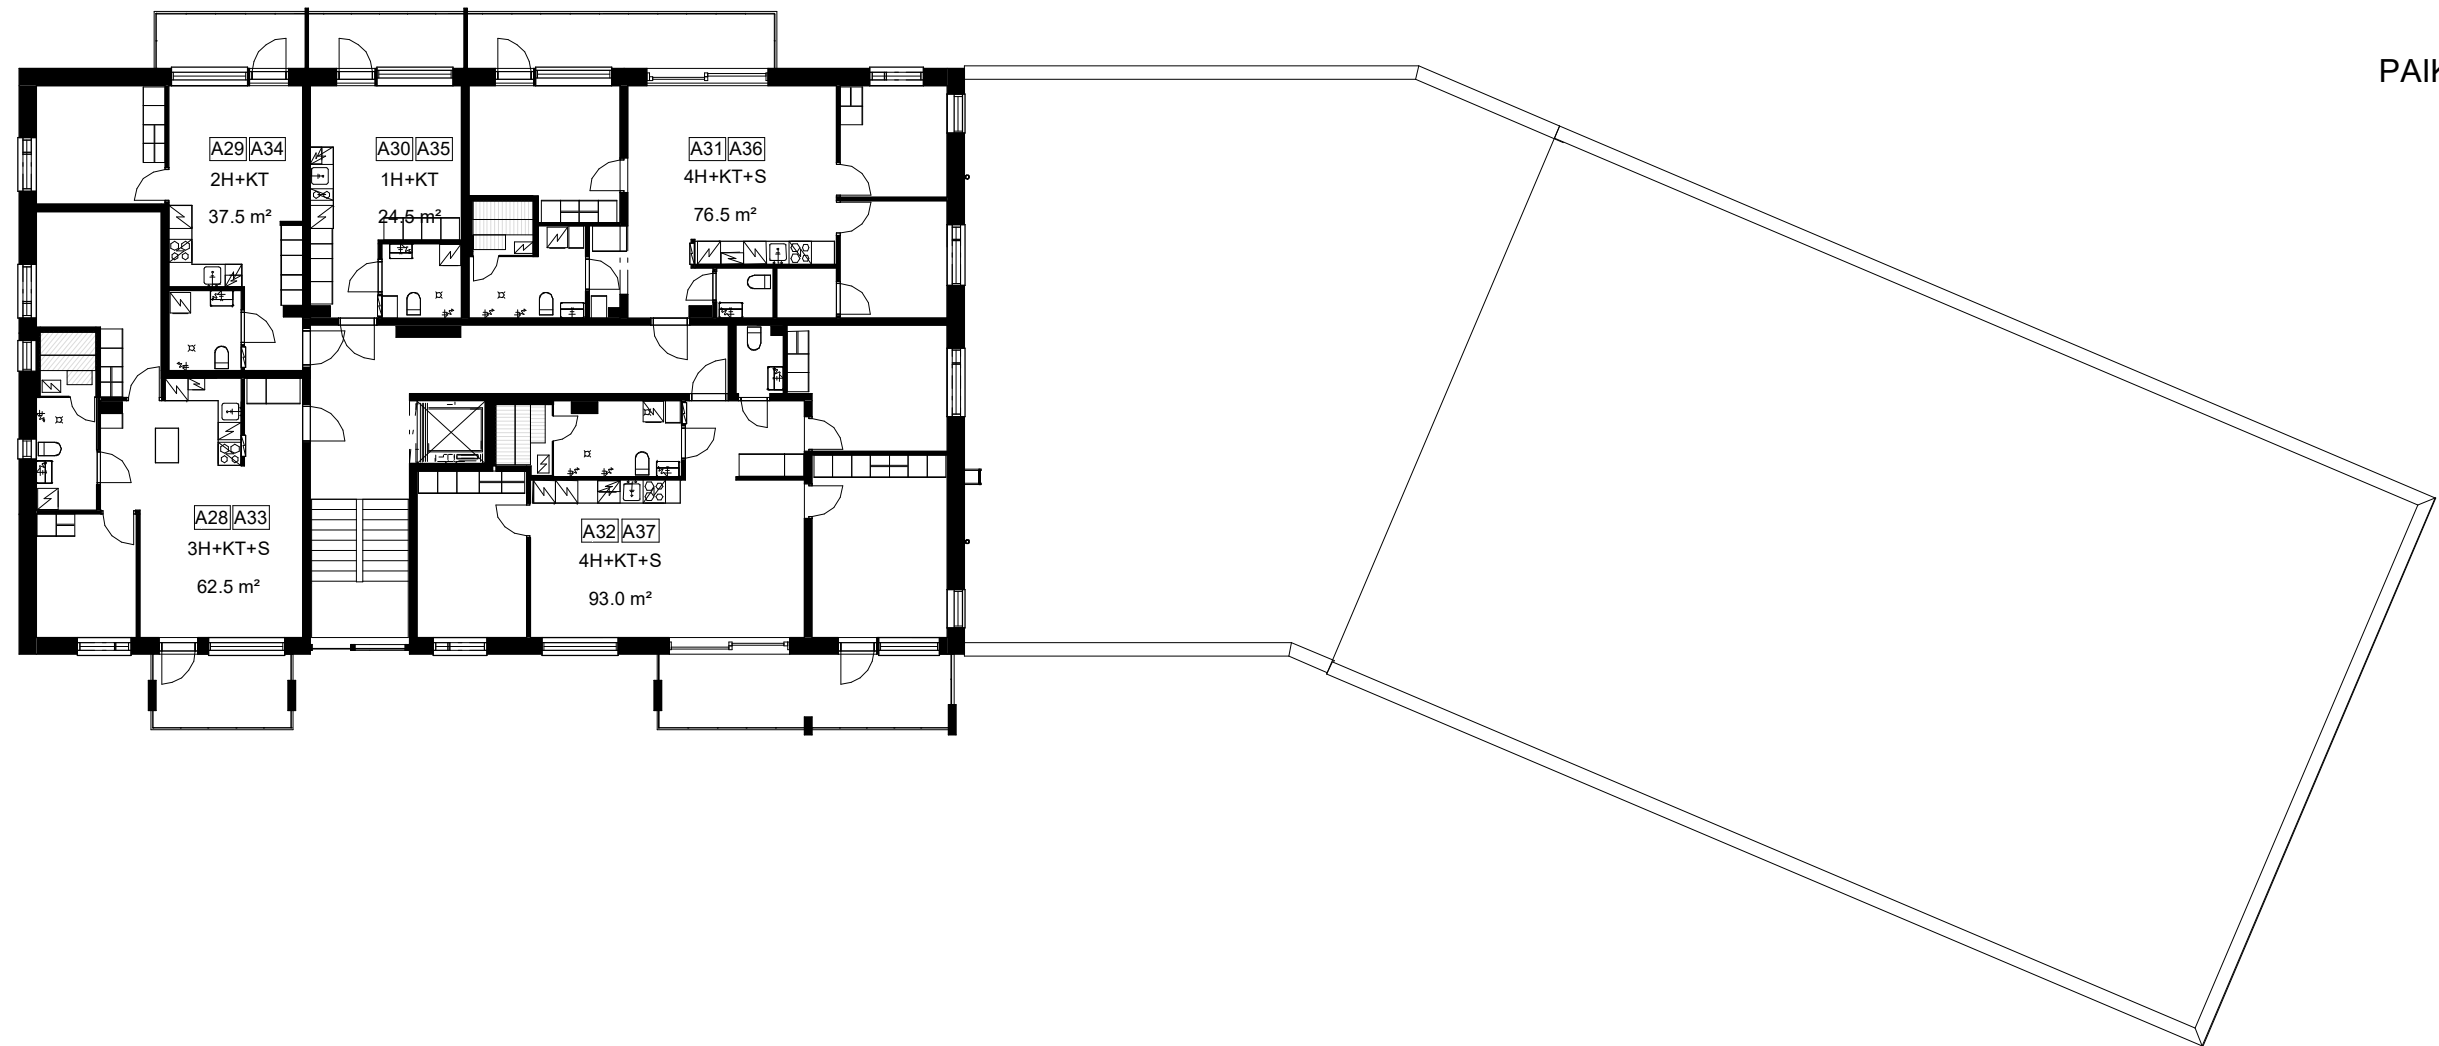 PAIK
A29 A34
2H+KT
37.5 m²
A30 A35
1H+KT
24.5 m²
A31 A36
4H+KT+S
76.5 m²
A28 A33
3H+KT+S
62.5 m²
A32 A37
4H+KT+S
93.0 m²